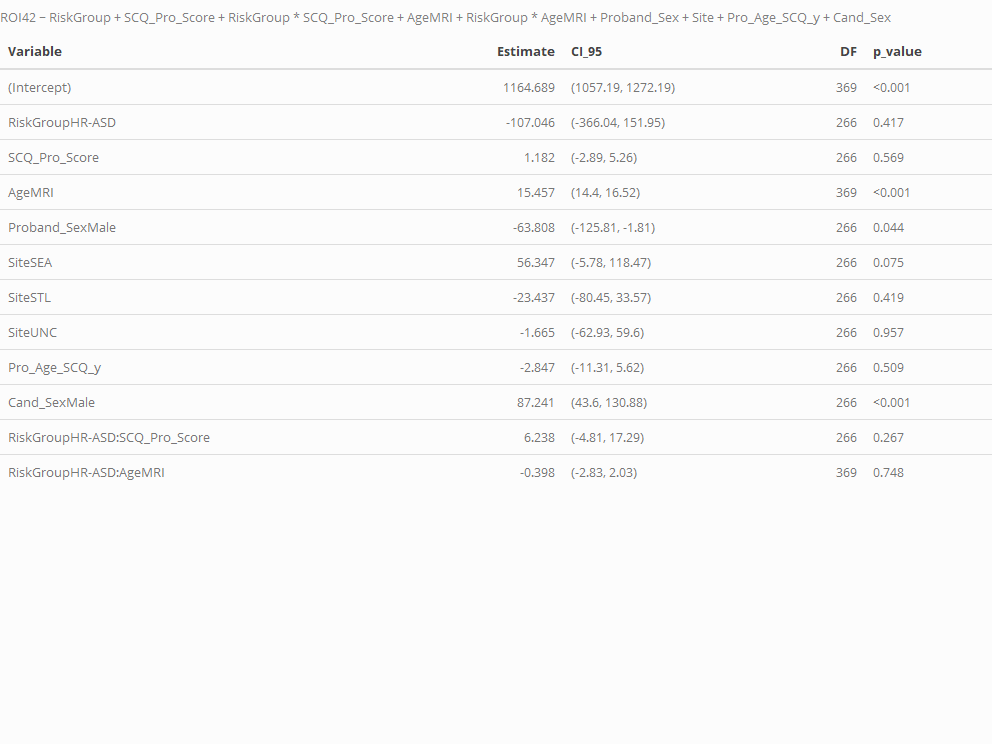 ROI42 ~ RiskGroup + SCQ_Pro_Score + RiskGroup * SCQ_Pro_Score + AgeMRI + RiskGroup * AgeMRI + Proband_Sex + Site + Pro_Age_SCQ_y + Cand_Sex
Variable Estimate CI_95 DF p_value
(Intercept) 1164.689 (1057.19, 1272.19) 369 <0.001
RiskGroupHR-ASD -107.046 (-366.04, 151.95) 266 0.417
SCQ_Pro_Score 1.182 (-2.89, 5.26) 266 0.569
AgeMRI 15.457 (14.4, 16.52) 369 <0.001
Proband_SexMale -63.808 (-125.81, -1.81) 266 0.044
SiteSEA 56.347 (-5.78, 118.47) 266 0.075
SiteSTL -23.437 (-80.45, 33.57) 266 0.419
SiteUNC -1.665 (-62.93, 59.6) 266 0.957
Pro_Age_SCQ_y -2.847 (-11.31, 5.62) 266 0.509
Cand_SexMale 87.241 (43.6, 130.88) 266 <0.001
RiskGroupHR-ASD:SCQ_Pro_Score 6.238 (-4.81, 17.29) 266 0.267
RiskGroupHR-ASD:AgeMRI -0.398 (-2.83, 2.03) 369 0.748